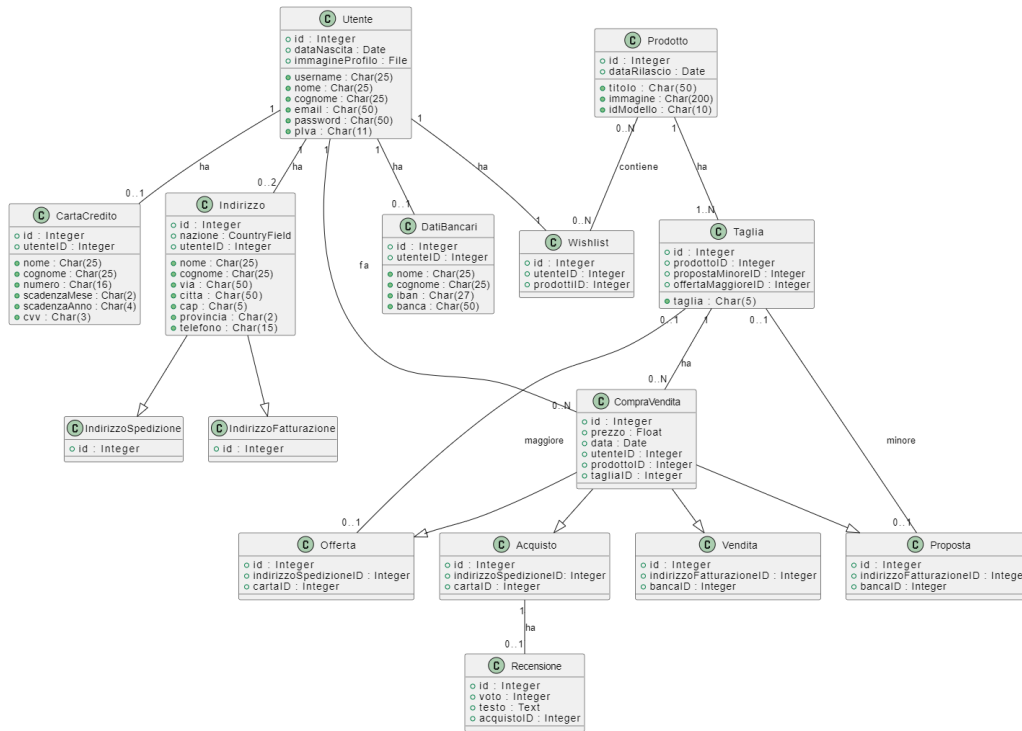 C Utente
id : Integer
dataNascita : Date
immagineProfilo : File
username : Char(25)
nome : Char(25)
cognome : Char(25)
email : Char(50)
password : Char(50)
pIva : Char(11)
C Prodotto
id : Integer
dataRilascio : Date
titolo : Char(50)
immagine : Char(200)
idModello : Char(10)
1
1
1
1
1
0..N
1
ha
ha
ha
ha
contiene
ha
0..1
0..2
0..1
1
0..N
1..N
C CartaCredito
id : Integer
utenteID : Integer
nome : Char(25)
cognome : Char(25)
numero : Char(16)
scadenzaMese : Char(2)
scadenzaAnno : Char(4)
cvv : Char(3)
C Indirizzo
id : Integer
nazione : CountryField
utenteID : Integer
nome : Char(25)
cognome : Char(25)
via : Char(50)
citta : Char(50)
cap : Char(5)
provincia : Char(2)
telefono : Char(15)
fa
C DatiBancari
id : Integer
utenteID : Integer
nome : Char(25)
cognome : Char(25)
iban : Char(27)
banca : Char(50)
C Wishlist
id : Integer
utenteID : Integer
prodottiID : Integer
C Taglia
id : Integer
prodottoID : Integer
propostaMinoreID : Integer
offertaMaggioreID : Integer
taglia : Char(5)
0..1
1
0..1
ha
0..N
0..N
C IndirizzoSpedizione
id : Integer
C IndirizzoFatturazione
id : Integer
C CompraVendita
id : Integer
prezzo : Float
data : Date
utenteID : Integer
prodottoID : Integer
tagliaID : Integer
maggiore
minore
0..1
0..1
C Offerta
id : Integer
indirizzoSpedizioneID : Integer
cartaID : Integer
C Acquisto
id : Integer
indirizzoSpedizioneID: Integer
cartaID : Integer
C Vendita
id : Integer
indirizzoFatturazioneID : Integer
bancaID : Integer
C Proposta
id : Integer
indirizzoFatturazioneID : Intege
bancaID : Integer
1
ha
0..1
C Recensione
id : Integer
voto : Integer
testo : Text
acquistoID : Integer